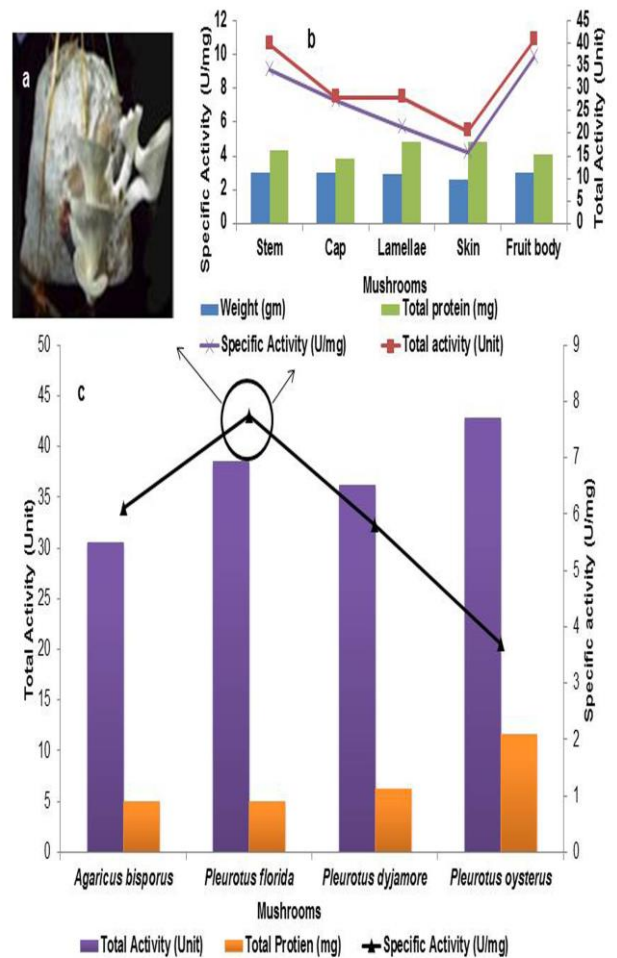 a
b
Specific Activity (U/mg)
12
10
8
6
4
2
0
45
40
35
30
25
20
15
10
5
0
Total Activity (Unit)
Stem Cap Lamellae Skin Fruit body
Mushrooms
Weight (gm) Total protein (mg)
Specific Activity (U/mg) Total activity (Unit)
c
Total Activity (Unit)
50
45
40
35
30
25
20
15
10
5
0
9
8
7
6
5
4
3
2
1
0
Specific activity (U/mg)
Agaricus bisporus Pleurotus florida Pleurotus dyjamore Pleurotus oysterus
Mushrooms
Total Activity (Unit) Total Protien (mg) Specific Activity (U/mg)